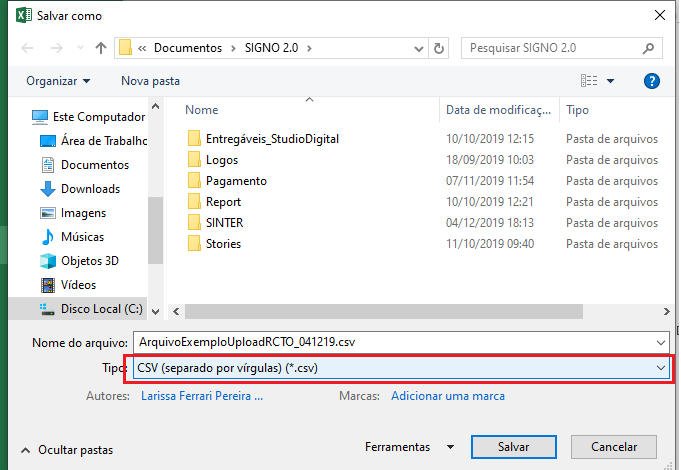 Salvar como
« Documentos > SIGNO 2.0 >
Pesquisar SIGNO 2.0
Organizar
Nova pasta
?
Este Computador
Área de Trabalho
Documentos
Downloads
Imagens
Músicas
Objetos 3D
Vídeos
Disco Local (C:)
Nome Data de modificaç... Tipo
Entregáveis_StudioDigital 10/10/2019 12:15 Pasta de arquivos
Logos 18/09/2019 10:03 Pasta de arquivos
Pagamento 07/11/2019 11:54 Pasta de arquivos
Report 10/10/2019 12:21 Pasta de arquivos
SINTER 04/12/2019 18:13 Pasta de arquivos
Stories 11/10/2019 09:40 Pasta de arquivos
Nome do arquivo: ArquivoExemploUploadRCTO_041219.csv
Tipo: CSV (separado por vírgulas) (*.csv)
Autores: Larissa Ferrari Pereira ... Marcas: Adicionar uma marca
Ocultar pastas
Ferramentas
Salvar
Cancelar